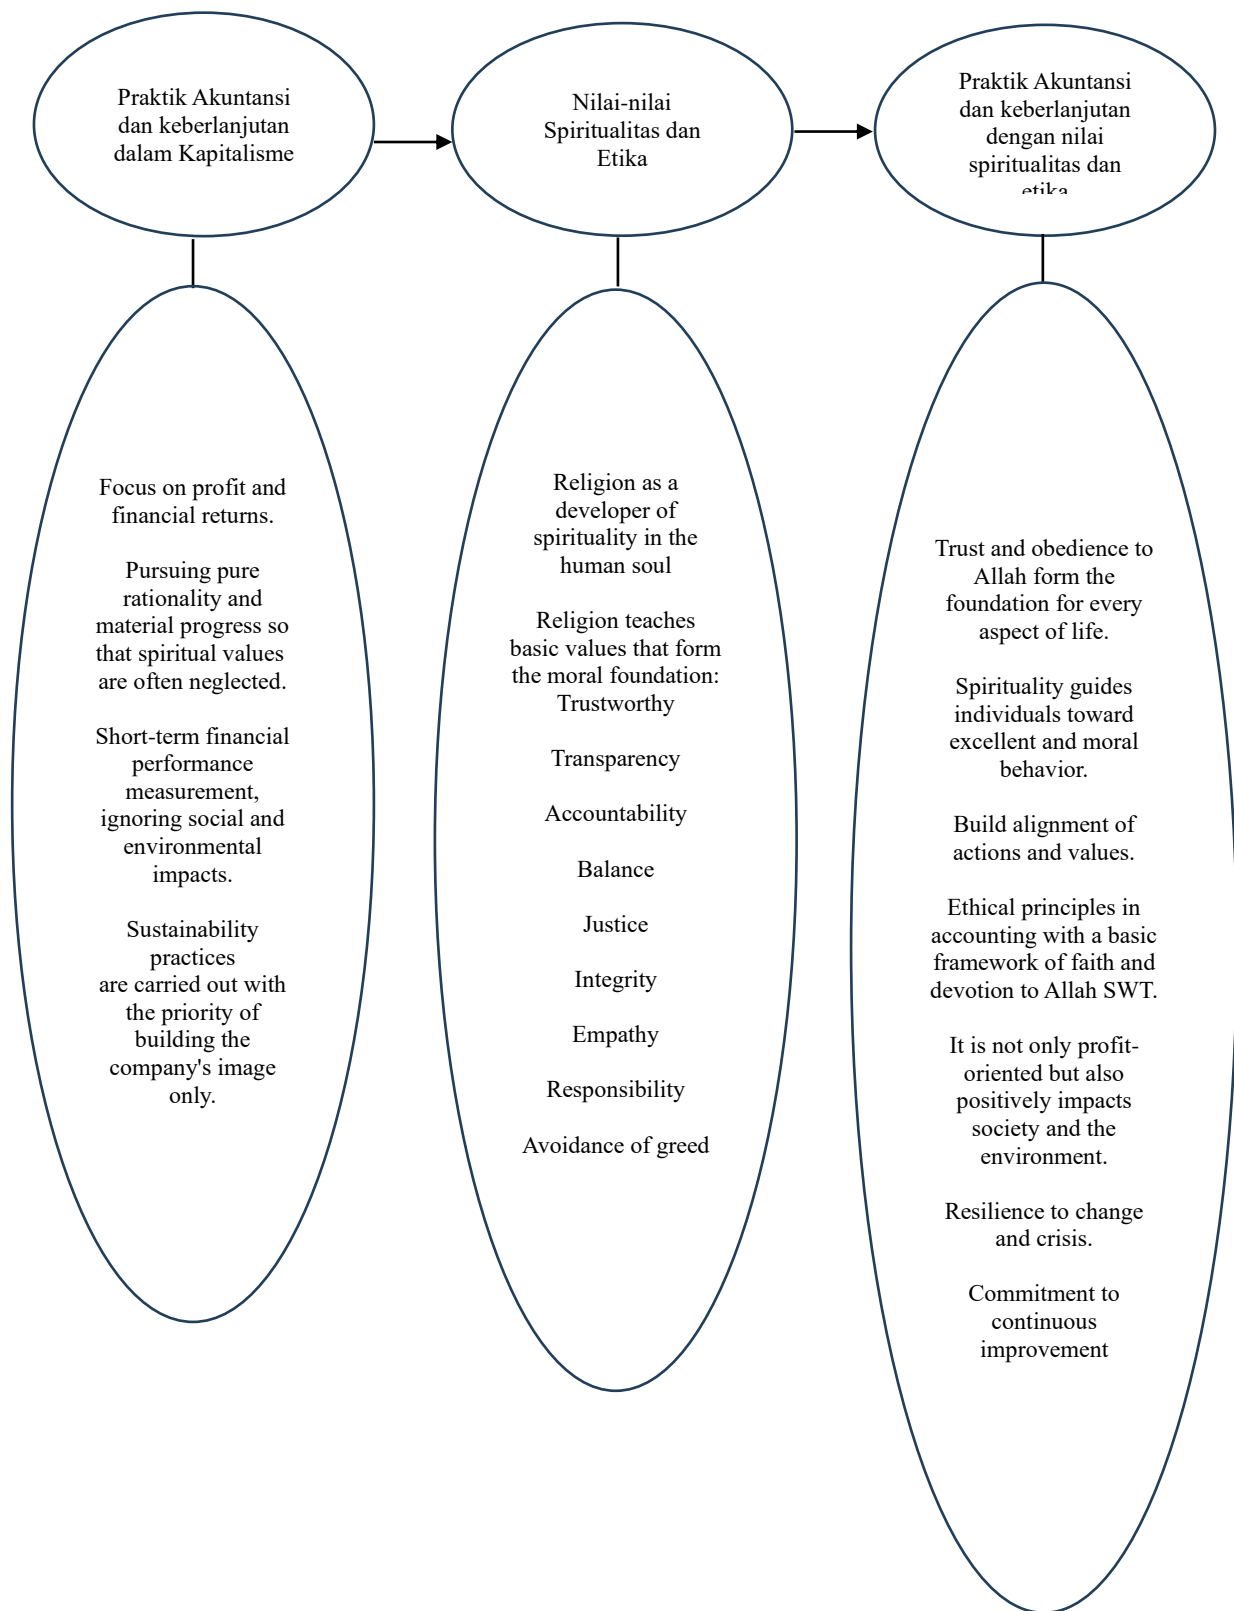 Praktik Akuntansi
dan keberlanjutan
dalam Kapitalisme
Nilai-nilai
Spiritualitas dan
Etika
Praktik Akuntansi
dan keberlanjutan
dengan nilai
spiritualitas dan
etika
Focus on profit and
financial returns.
Pursuing pure
rationality and
material progress so
that spiritual values
are often neglected.
Short-term financial
performance
measurement,
ignoring social and
environmental
impacts.
Sustainability
practices
are carried out with
the priority of
building the
company's image
only.
Religion as a
developer of
spirituality in the
human soul
Religion teaches
basic values that form
the moral foundation:
Trustworthy
Transparency
Accountability
Balance
Justice
Integrity
Empathy
Responsibility
Avoidance of greed
Trust and obedience to
Allah form the
foundation for every
aspect of life.
Spirituality guides
individuals toward
excellent and moral
behavior.
Build alignment of
actions and values.
Ethical principles in
accounting with a basic
framework of faith and
devotion to Allah SWT.
It is not only profit-
oriented but also
positively impacts
society and the
environment.
Resilience to change
and crisis.
Commitment to
continuous
improvement